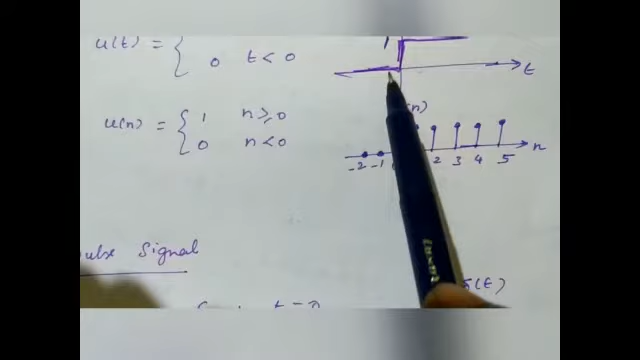 u(t) = {
0 t < 0
1
t
u(n) = { 1 n ≥ 0
0 n < 0
(n)
-2 -1 2 3 4 5 n
ulse Signal
δ(t)